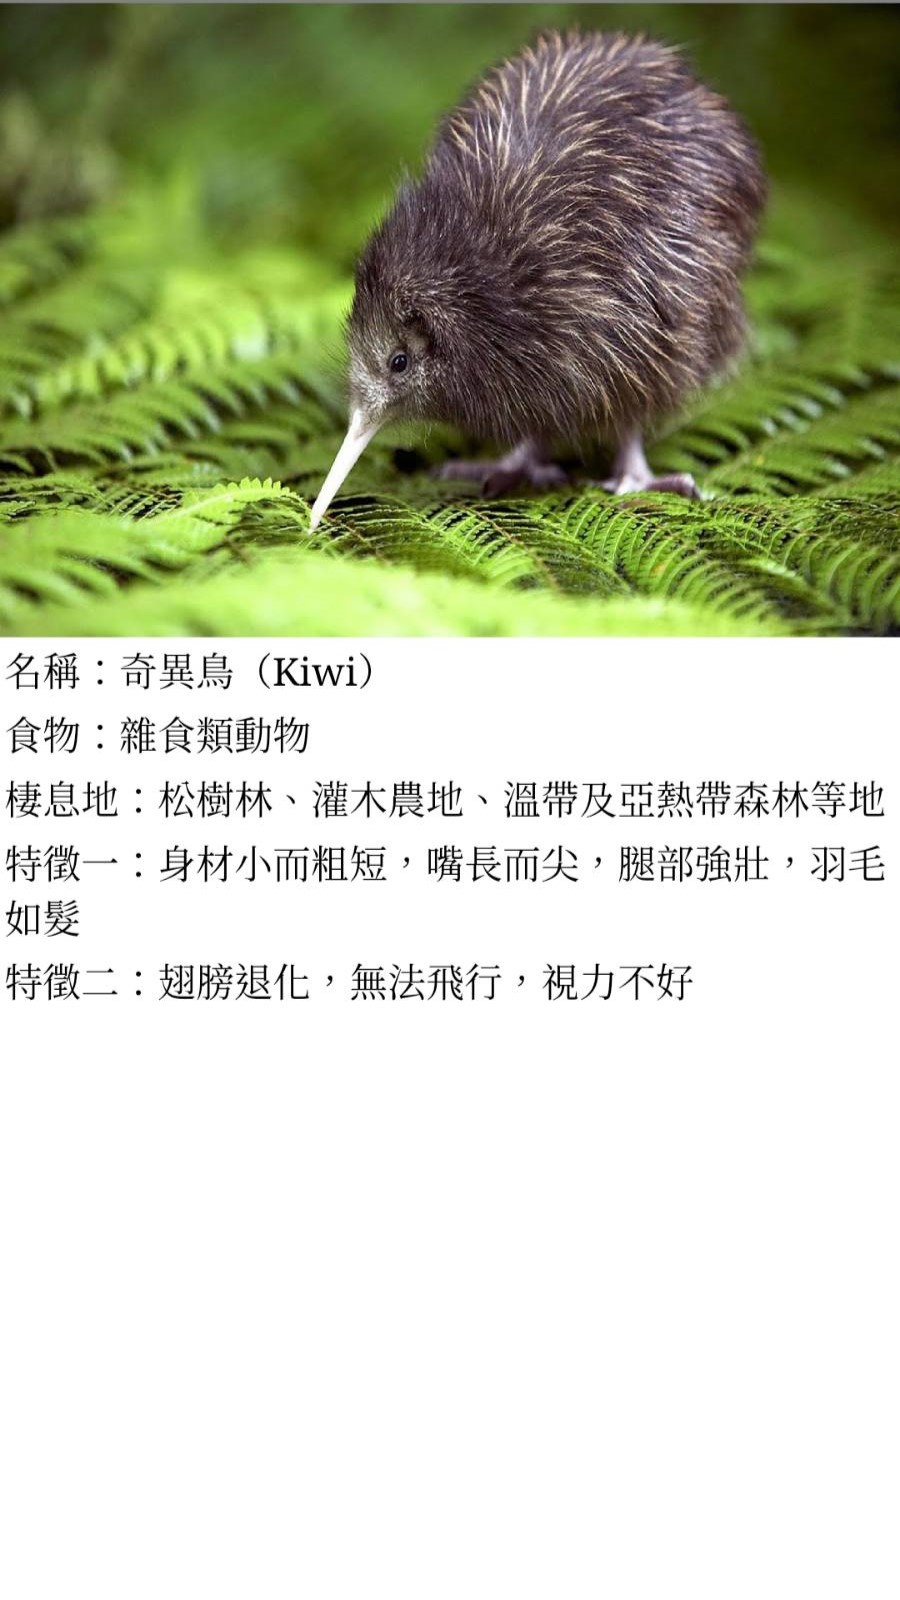 名稱：奇異鳥（Kiwi）
食物：雜食類動物
棲息地：松樹林、灌木農地、溫帶及亞熱帶森林等地
特徵一：身材小而粗短，嘴長而尖，腿部強壯，羽毛
如髮
特徵二：翅膀退化，無法飛行，視力不好